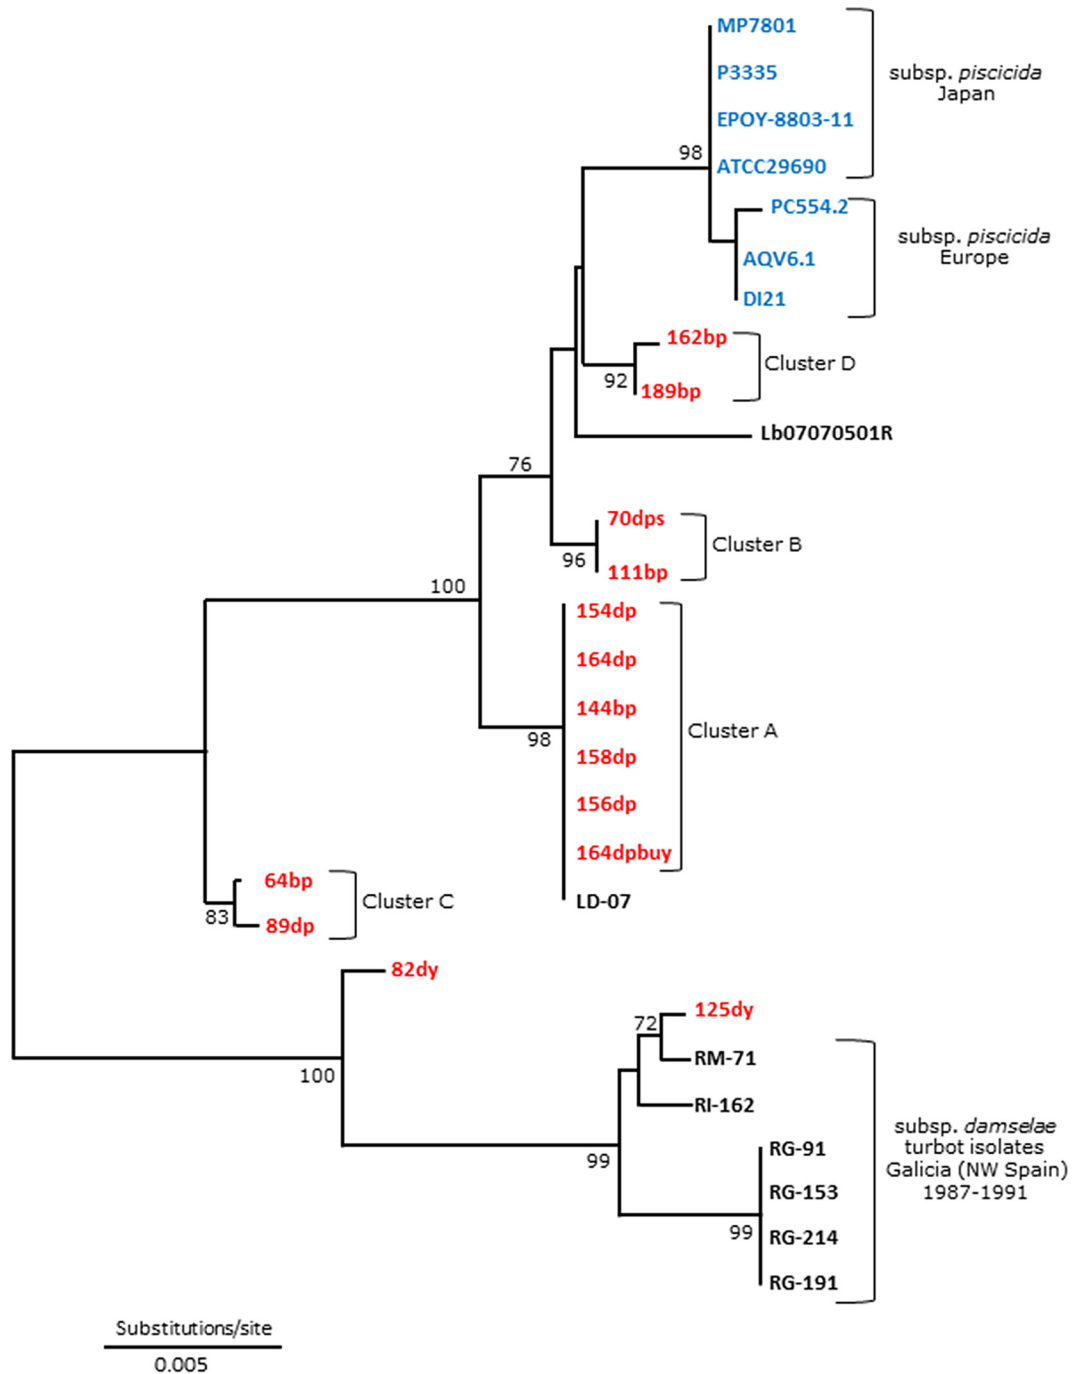 MP7801
P3335
subsp. piscicida
Japan
EPOY-8803-11
98
ATCC29690
PC554.2
subsp. piscicida
Europe
AQV6.1
DI21
162bp
Cluster D
92
189bp
Lb07070501R
76
70dps
Cluster B
96
111bp
100
154dp
164dp
144bp
Cluster A
98
158dp
156dp
164dpbuy
64bp
Cluster C
LD-07
83
89dp
82dy
125dy
72
RM-71
100
RI-162
subsp. damselae
turbot isolates
Galicia (NW Spain)
1987-1991
RG-91
99
RG-153
99
RG-214
RG-191
Substitutions/site
0.005